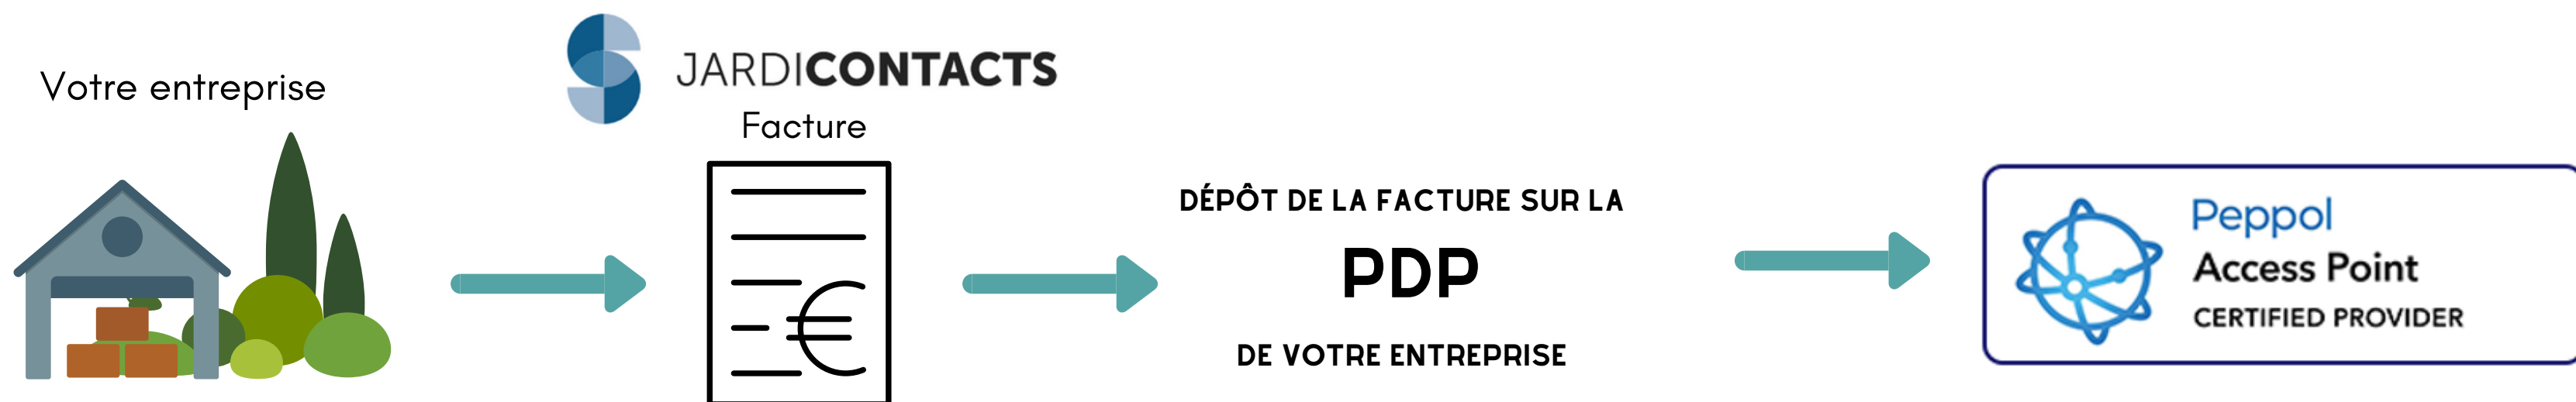 Votre entreprise
JARDICONTACTS
Facture
DÉPÔT DE LA FACTURE SUR LA
PDP
DE VOTRE ENTREPRISE
Peppol
Access Point
CERTIFIED PROVIDER